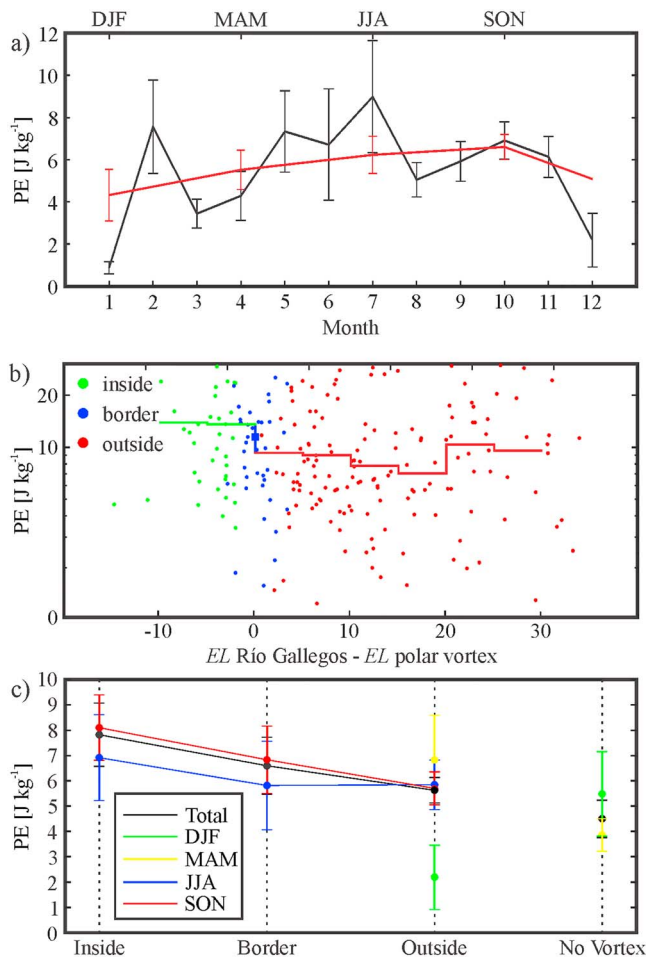 DJF MAM JJA SON
a)
12
10
8
6
4
2
0
PE [J kg-1]
1 2 3 4 5 6 7 8 9 10 11 12
Month
b)
inside
border
outside
20
10
0
PE [J kg-1]
-10 0 10 20 30
EL Río Gallegos - EL polar vortex
c)
10
9
8
7
6
5
4
3
2
1
0
PE [J kg-1]
Total
DJF
MAM
JJA
SON
Inside Border Outside No Vortex